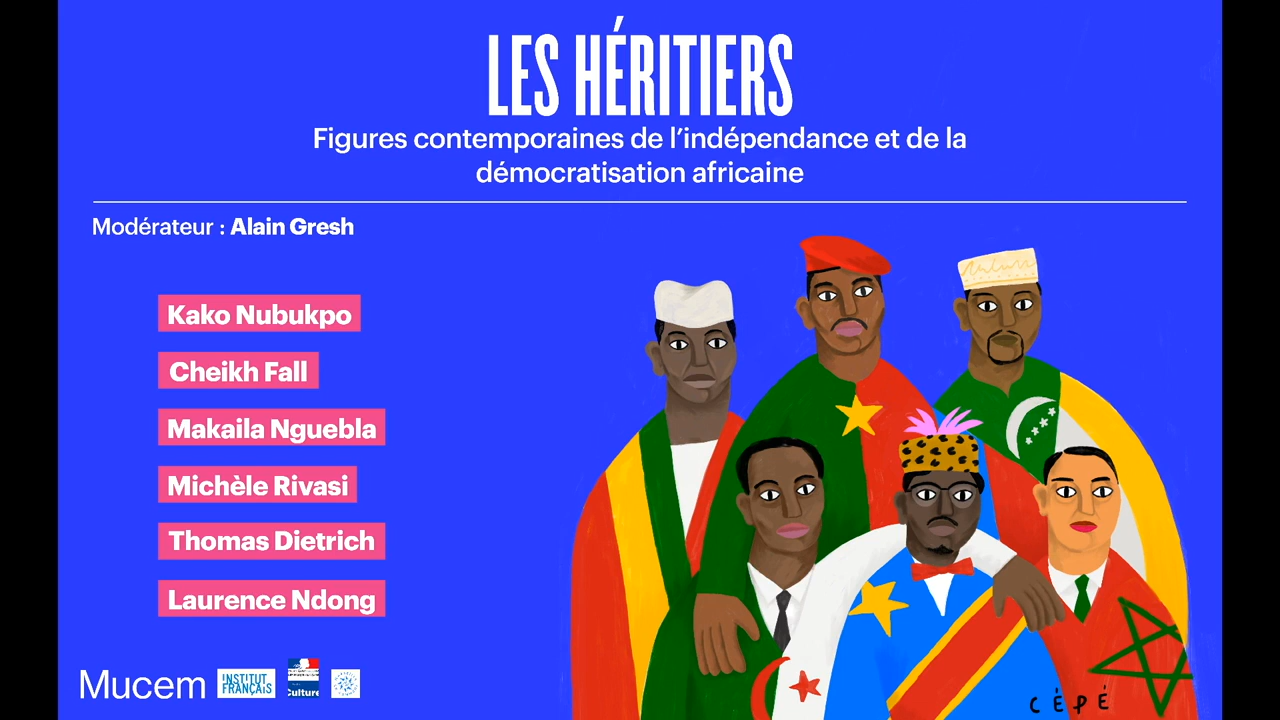 LES HÉRITIERS
Figures contemporaines de l'indépendance et de la
démocratisation africaine
Modérateur : Alain Gresh
Kako Nubukpo
Cheikh Fall
Makaila Nguebla
Michèle Rivasi
Thomas Dietrich
Laurence Ndong
Mucem
INSTITUT
FRANÇAIS
Culture
CÉPÉ